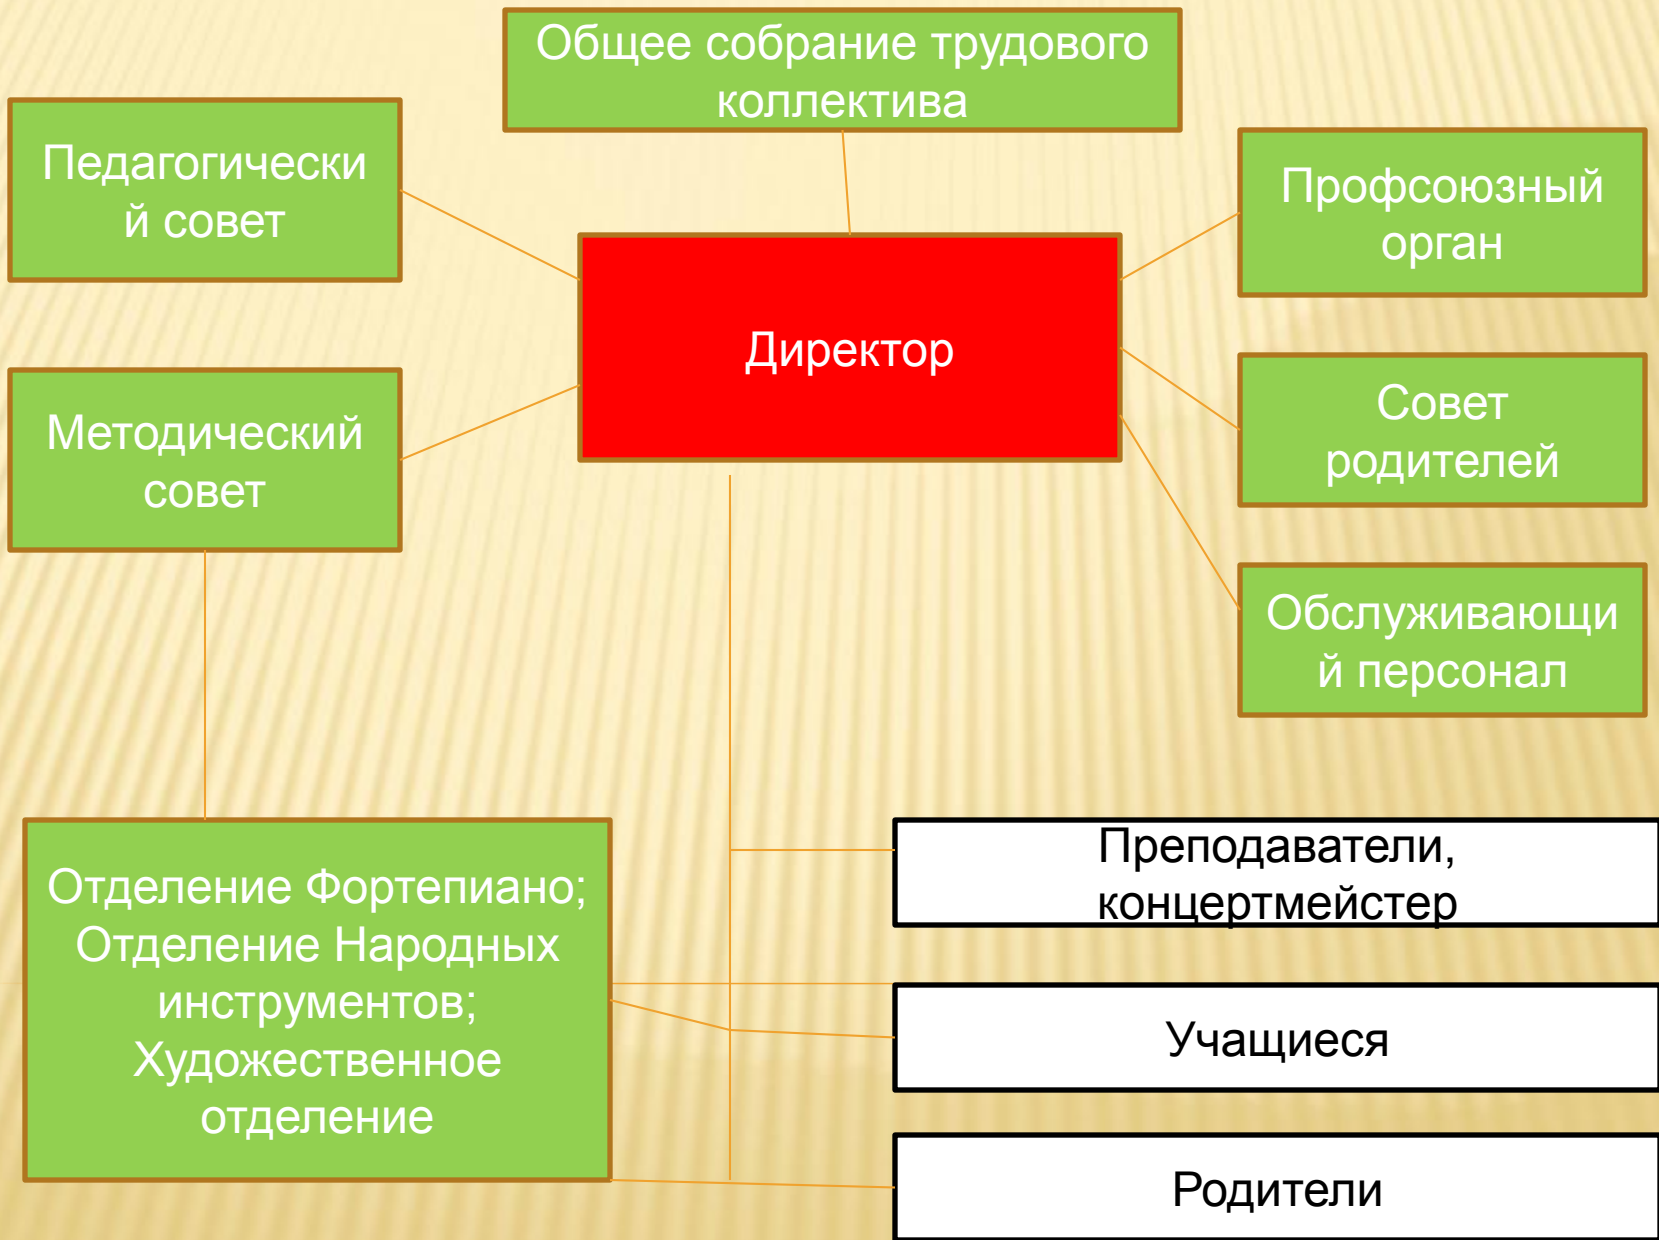 Общее собрание трудового
коллектива
Педагогически
й совет
Профсоюзный
орган
Директор
Методический
совет
Совет
родителей
Обслуживающи
й персонал
Отделение Фортепиано;
Отделение Народных
инструментов;
Художественное
отделение
Преподаватели,
концертмейстер
Учащиеся
Родители